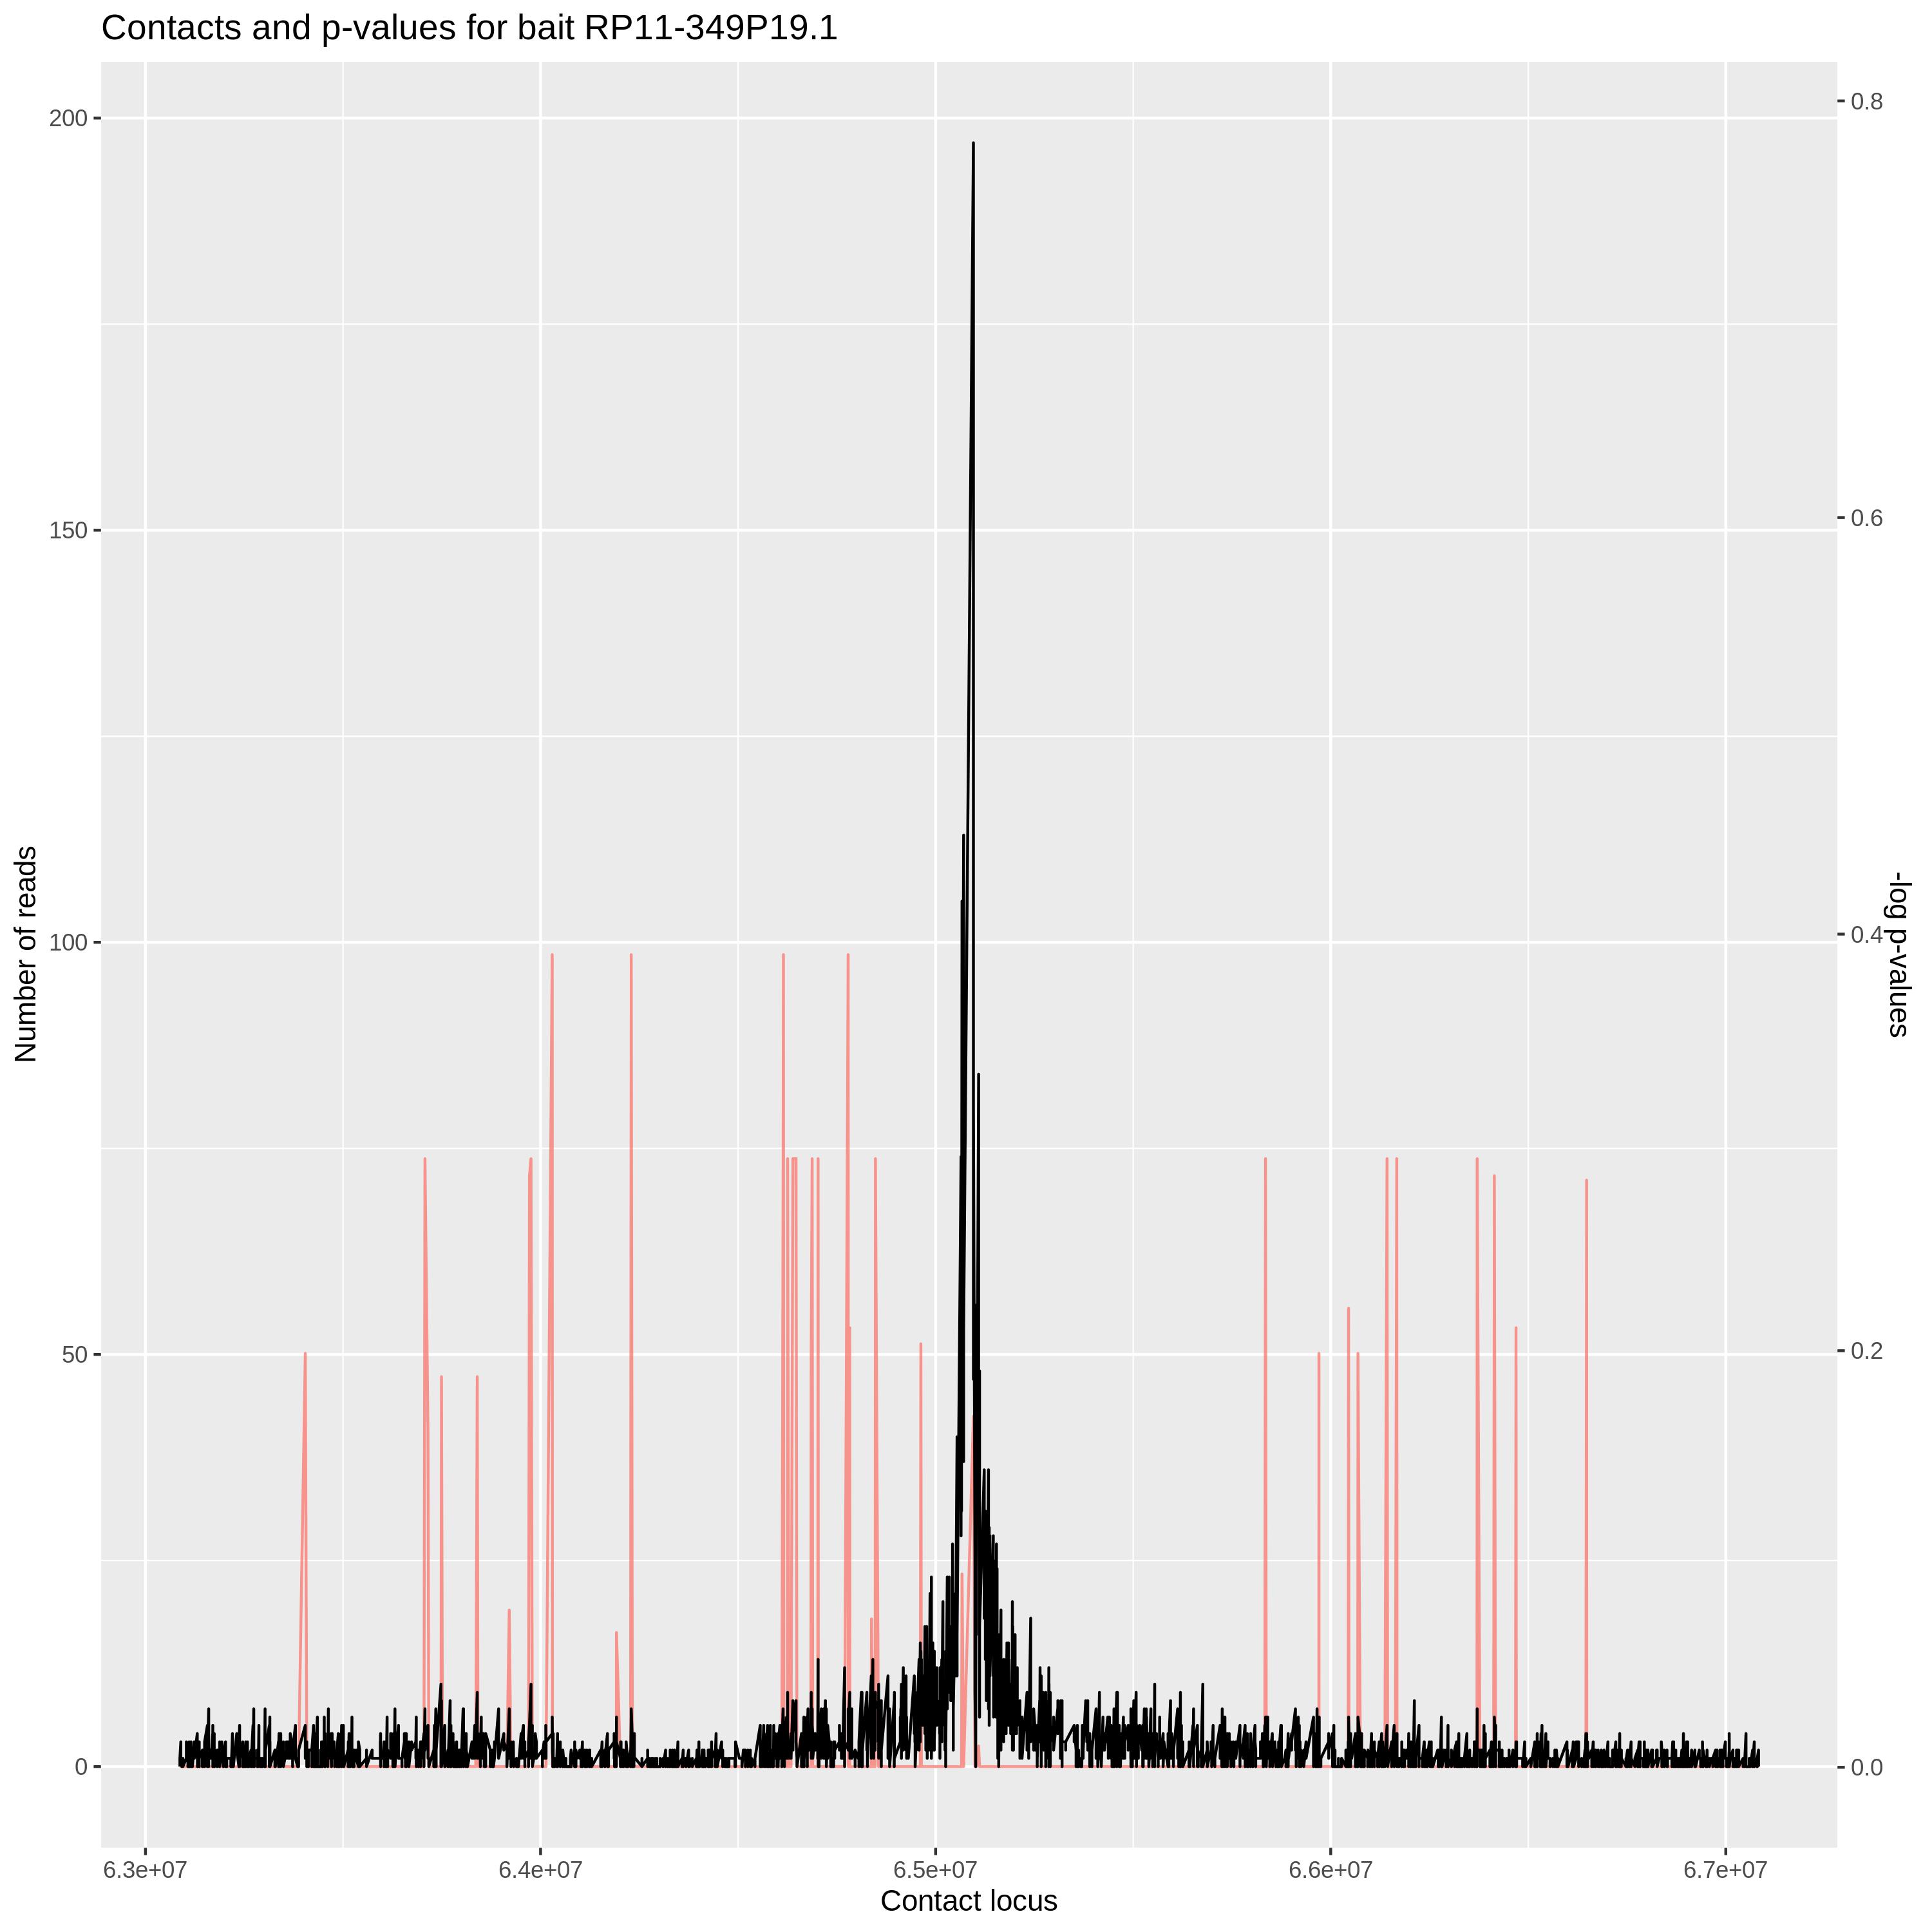 Contacts and p-values for bait RP11-349P19.1
200
150
100
50
0
Number of reads
0.8
0.6
0.4
0.2
0.0
-log p-values
6.3e+07
6.4e+07
6.5e+07
6.6e+07
6.7e+07
Contact locus